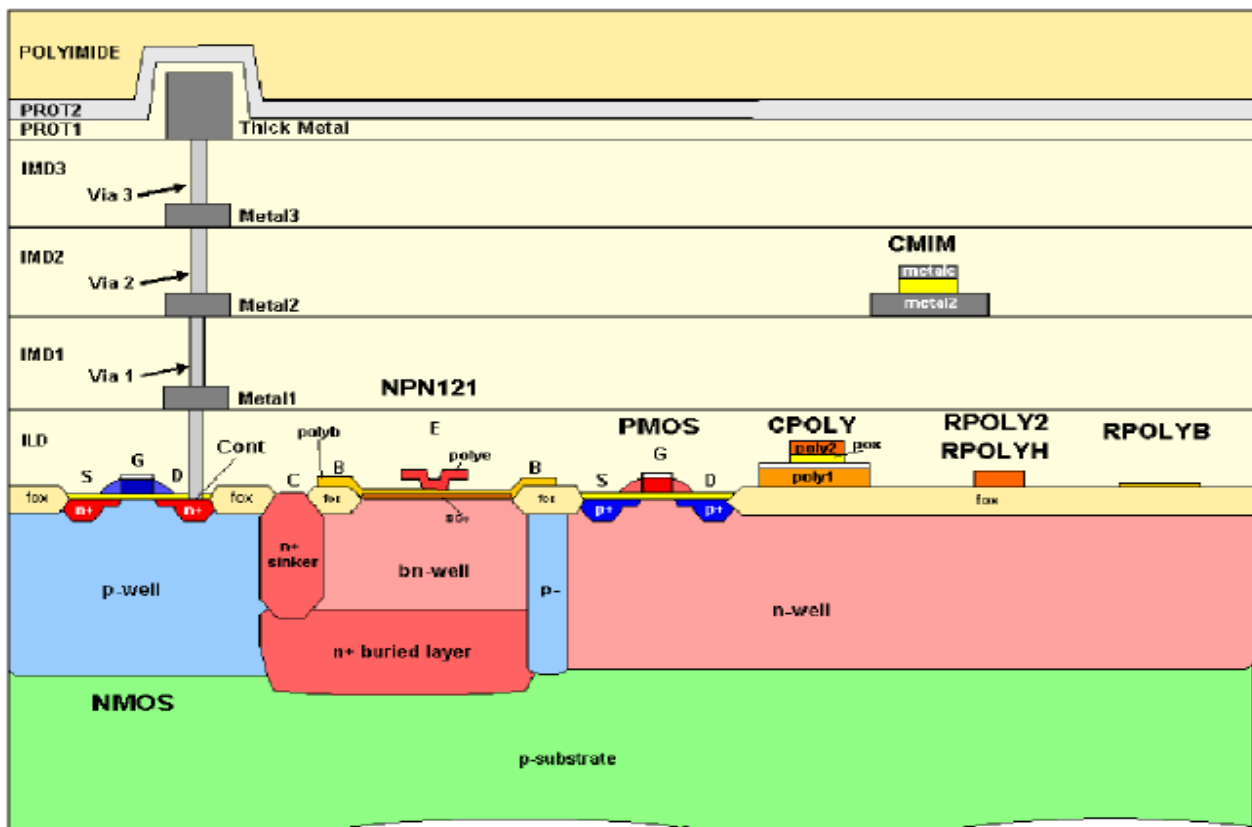 POLYIMIDE
PROT2
PROT1
Thick Metal
IMD3
Via 3
Metal3
IMD2
Via 2
Metal2
CMIM
metalc
metal2
IMD1
Via 1
Metal1
NPN121
ILD
Cont
polyb
E
polye
PMOS
CPOLY
RPOLY2
RPOLYH
RPOLYB
S
G
D
C
B
B
S
G
D
poly2
pox
poly1
fox
n+
n+
fox
fox
fox
p+
p+
fox
n+
sinker
p-well
bn-well
p-
n-well
n+ buried layer
NMOS
p-substrate